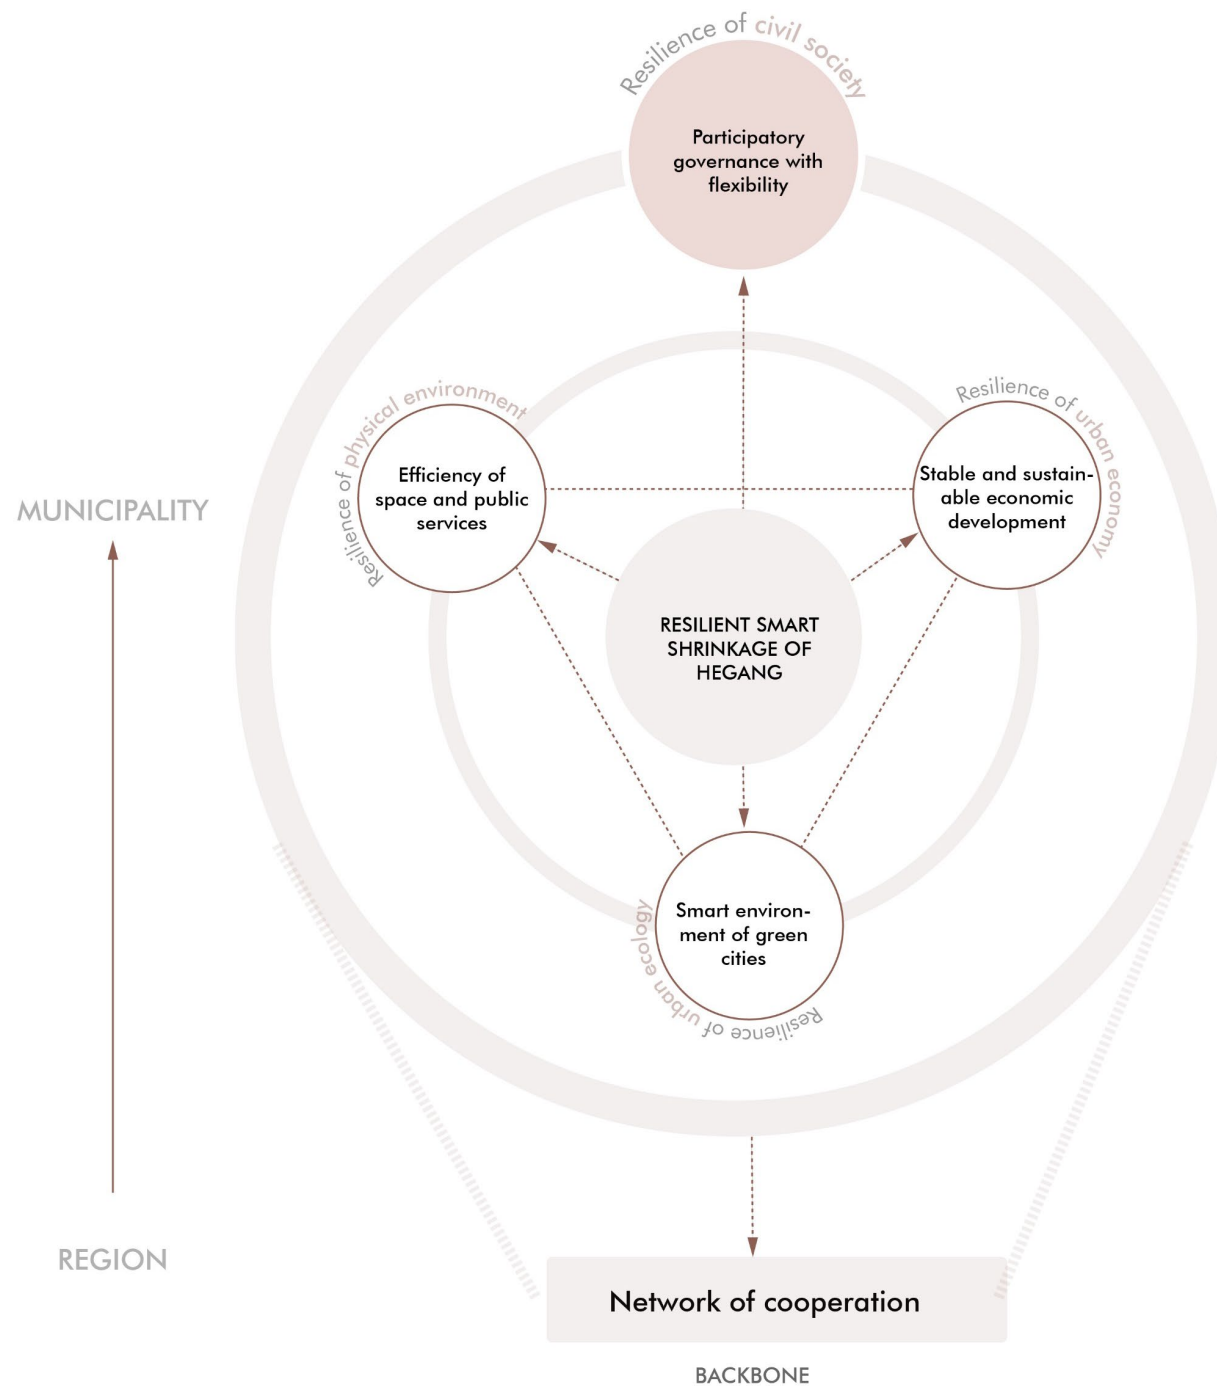 Resilience of civil society
Participatory
governance with
flexibility
Resilience of physical environment
Efficiency of
space and public
services
Resilience of urban economy
Stable and sustain-
able economic
development
MUNICIPALITY
RESILIENT SMART
SHRINKAGE OF
HEGANG
Smart environ-
ment of green
cities
Resilience of urban ecology
REGION
Network of cooperation
BACKBONE